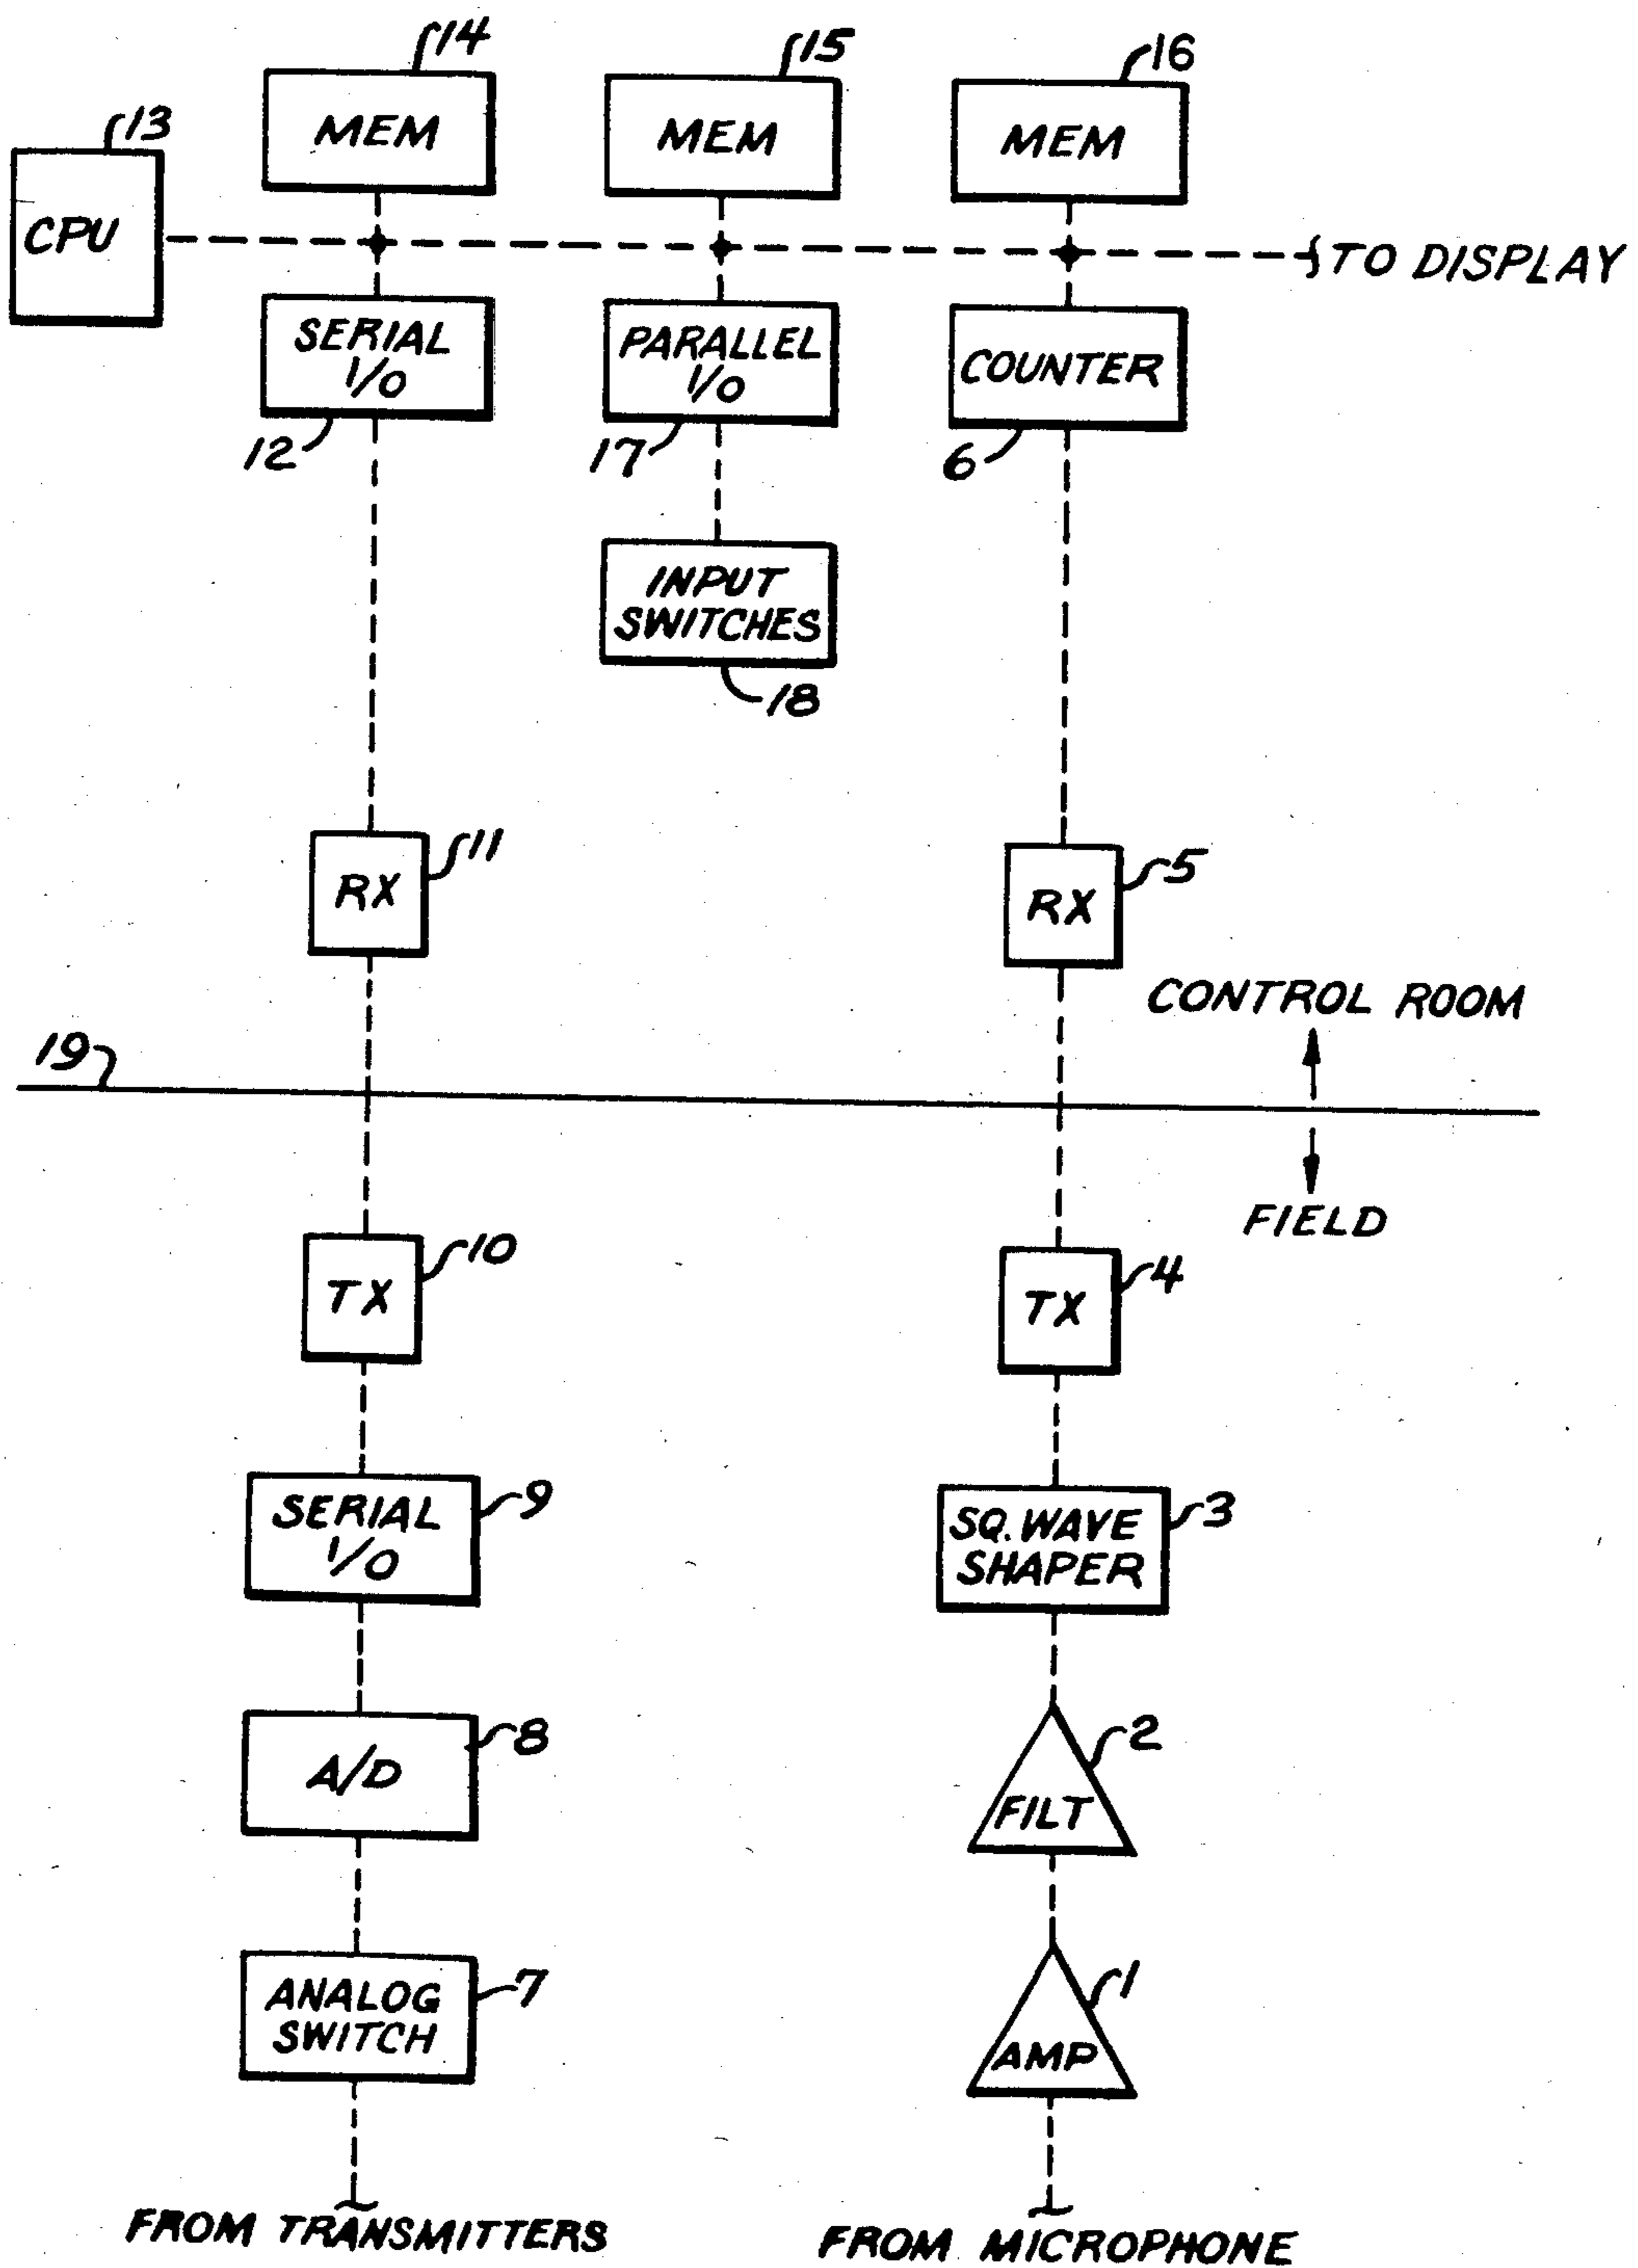 14
15
16
13
MEM
MEM
MEM
CPU
TO DISPLAY
SERIAL
I/O
PARALLEL
I/O
COUNTER
12
17
6
INPUT
SWITCHES
18
11
RX
5
RX
CONTROL ROOM
19
FIELD
10
TX
4
TX
SERIAL
I/O
9
SQ. WAVE
SHAPER
3
8
A/D
2
FILT
ANALOG
SWITCH
7
1
AMP
FROM TRANSMITTERS
FROM MICROPHONE